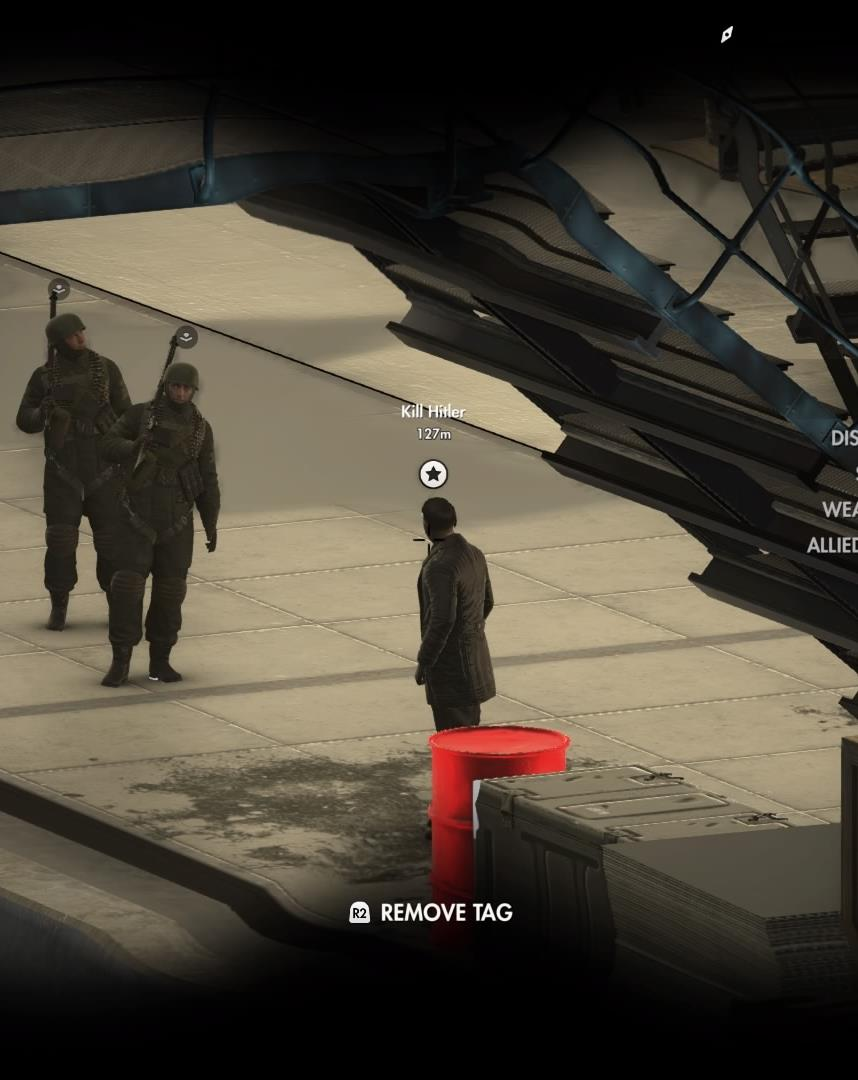 Kill Hitler
127m
DIS
WEA
ALLIED
R2 REMOVE TAG